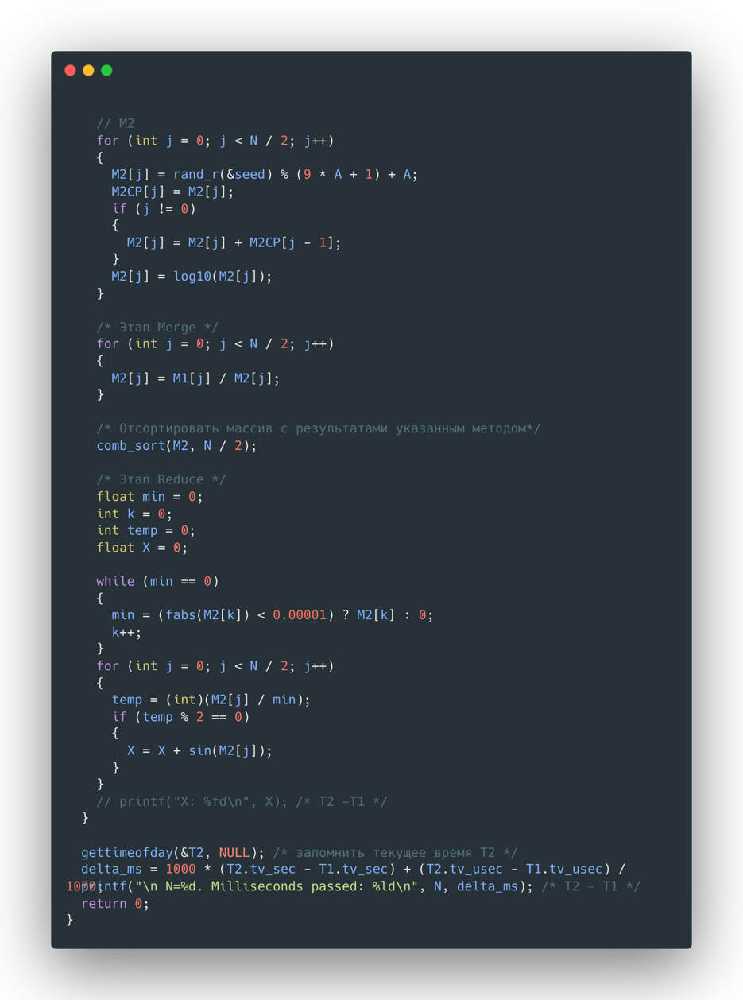 // M2
for (int j = 0; j < N / 2; j++)
{
M2[j] = rand_r(&seed) % (9 * A + 1) + A;
M2CP[j] = M2[j];
if (j != 0)
{
M2[j] = M2[j] + M2CP[j - 1];
}
M2[j] = log10(M2[j]);
}
/* Этап Merge */
for (int j = 0; j < N / 2; j++)
{
M2[j] = M1[j] / M2[j];
}
/* Отсортировать массив с результатами указанным методом*/
comb_sort(M2, N / 2);
/* Этап Reduce */
float min = 0;
int k = 0;
int temp = 0;
float X = 0;
while (min == 0)
{
min = (fabs(M2[k]) < 0.00001) ? M2[k] : 0;
k++;
}
for (int j = 0; j < N / 2; j++)
{
temp = (int)(M2[j] / min);
if (temp % 2 == 0)
{
X = X + sin(M2[j]);
}
}
// printf("X: %fd\n", X); /* T2 -T1 */
}
gettimeofday(&T2, NULL); /* запомнить текущее время T2 */
delta_ms = 1000 * (T2.tv_sec - T1.tv_sec) + (T2.tv_usec - T1.tv_usec) /
1000;
printf("\n N=%d. Milliseconds passed: %ld\n", N, delta_ms); /* T2 - T1 */
return 0;
}